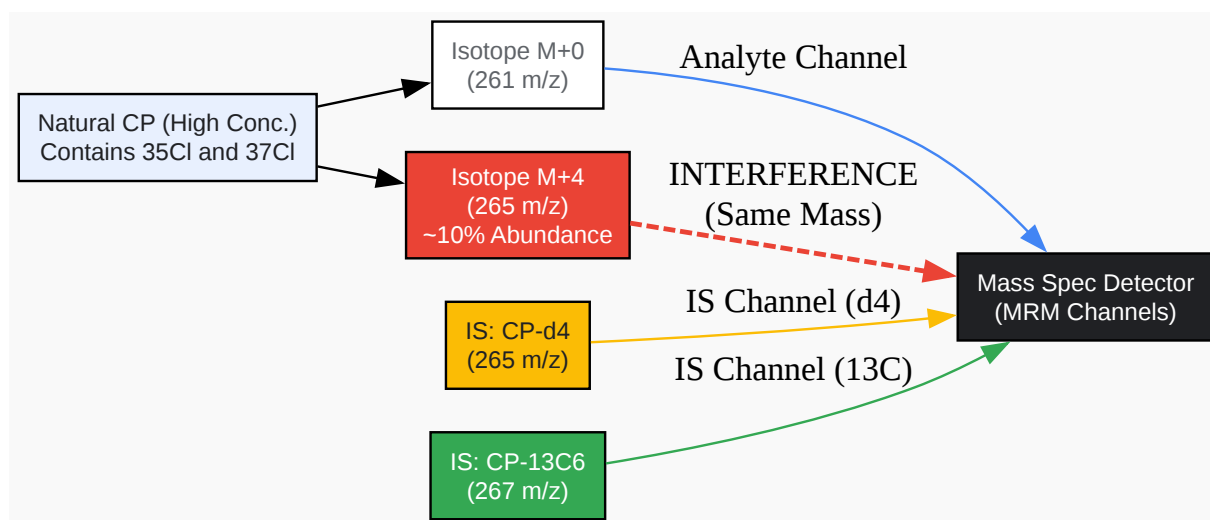 Isotope M+0
(261 m/z)
Analyte Channel
Natural CP (High Conc.)
Contains 35Cl and 37Cl
Isotope M+4
(265 m/z)
~10% Abundance
INTERFERENCE
(Same Mass)
Mass Spec Detector
(MRM Channels)
IS: CP-d4
(265 m/z)
IS Channel (d4)
IS Channel (13C)
IS: CP-13C6
(267 m/z)